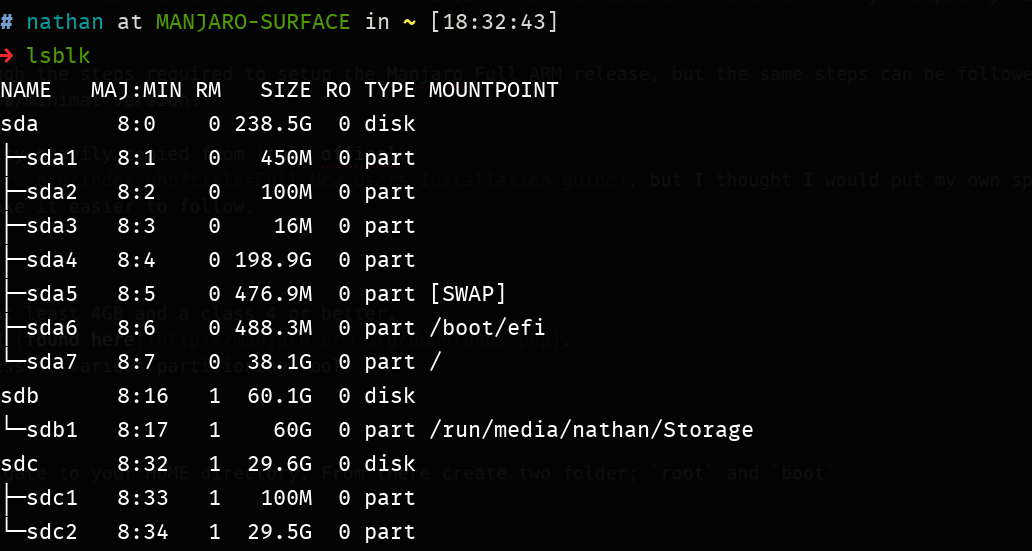 # nathan at MANJARO-SURFACE in ~ [18:32:43]
→ lsblk
NAME   MAJ:MIN RM   SIZE RO TYPE MOUNTPOINT
sda      8:0    0 238.5G  0 disk
├─sda1   8:1    0   450M  0 part
├─sda2   8:2    0   100M  0 part
├─sda3   8:3    0    16M  0 part
├─sda4   8:4    0 198.9G  0 part
├─sda5   8:5    0 476.9M  0 part [SWAP]
├─sda6   8:6    0 488.3M  0 part /boot/efi
└─sda7   8:7    0  38.1G  0 part /
sdb      8:16   1  60.1G  0 disk
└─sdb1   8:17   1    60G  0 part /run/media/nathan/Storage
sdc      8:32   1  29.6G  0 disk
├─sdc1   8:33   1   100M  0 part
└─sdc2   8:34   1  29.5G  0 part